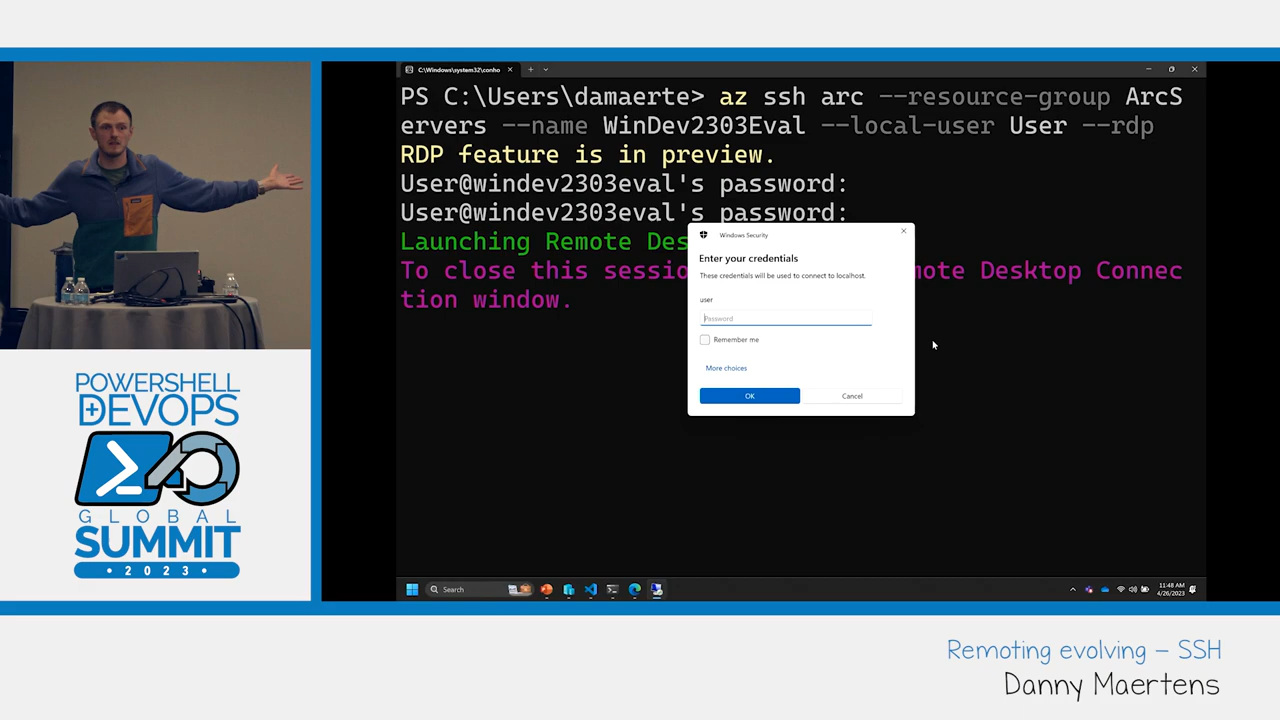 C:\Windows\system32\conho
PS C:\Users\damaerte> az ssh arc --resource-group ArcS
ervers --name WinDev2303Eval --local-user User --rdp
RDP feature is in preview.
User@windev2303eval's password:
User@windev2303eval's password:
Launching Remote Des
To close this sessio
mote Desktop Connec
tion window.
Windows Security
Enter your credentials
These credentials will be used to connect to localhost.
user
Password
Remember me
More choices
OK
Cancel
Search
11:48 AM
4/26/2023
POWERSHELL
+DEVOPS
GLOBAL
SUMMIT
• 2023 •
Remoting evolving – SSH
Danny Maertens